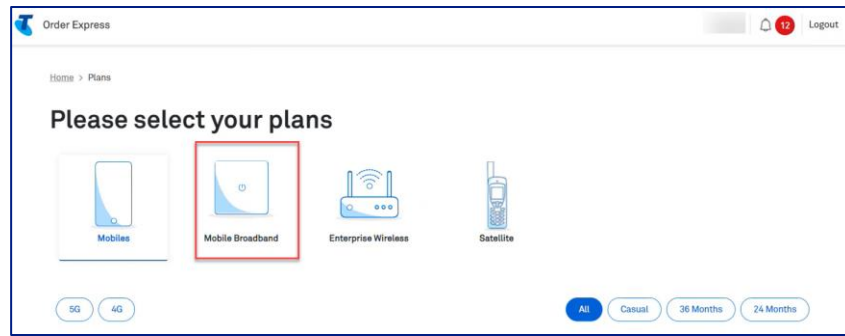 Order Express
12
Logout
Home > Plans
Please select your plans
Mobiles
Mobile Broadband
Enterprise Wireless
Satellite
5G
4G
All
Casual
36 Months
24 Months